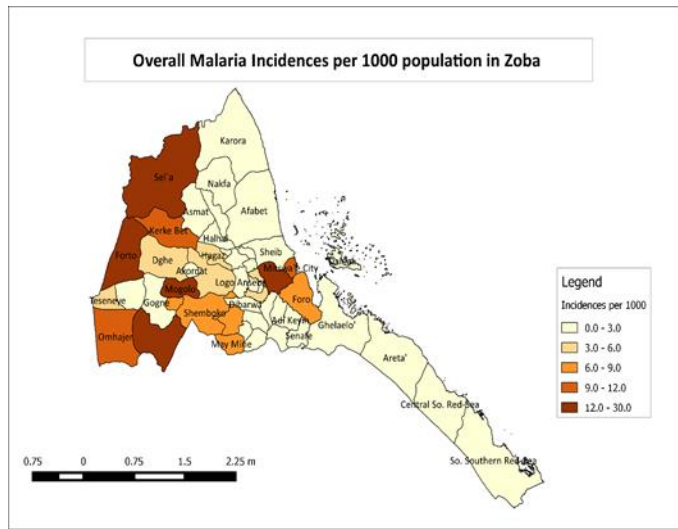 Overall Malaria Incidences per 1000 population in Zoba
Karora
Sel'a
Nakfa
Afabet
Asmat
Kerke Bet
Halhal
Forto
Dghe
Hagaz
Sheib
Akordat
City
Mogolo
Logo Anseba
Teseneye
Gogne
Foro
Dibarwa
Shemboko
Adi Keyih
Ghelaelo'
Omhajer
Senafe
May Mine
Areta'
Central So. Red-Sea
So. Southern Red-Sea
Legend
Incidences per 1000
0.0 - 3.0
3.0 - 6.0
6.0 - 9.0
9.0 - 12.0
12.0 - 30.0
0.75 0 0.75 1.5 2.25 m